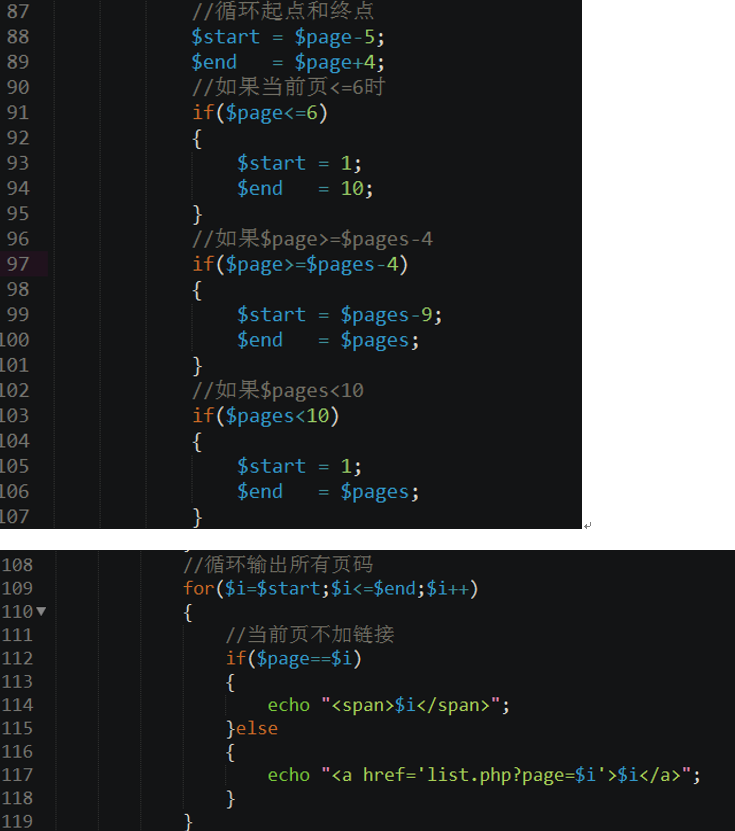 87 //循环起点和终点
88 $start = $page-5;
89 $end   = $page+4;
90 //如果当前页<=6时
91 if($page<=6)
92 {
93     $start = 1;
94     $end   = 10;
95 }
96 //如果$page>=$pages-4
97 if($page>=$pages-4)
98 {
99     $start = $pages-9;
100     $end   = $pages;
101 }
102 //如果$pages<10
103 if($pages<10)
104 {
105     $start = 1;
106     $end   = $pages;
107 }
108 //循环输出所有页码
109 for($i=$start;$i<=$end;$i++)
110 {
111     //当前页不加链接
112     if($page==$i)
113     {
114         echo "<span>$i</span>";
115     }else
116     {
117         echo "<a href='list.php?page=$i'>$i</a>";
118     }
119 }